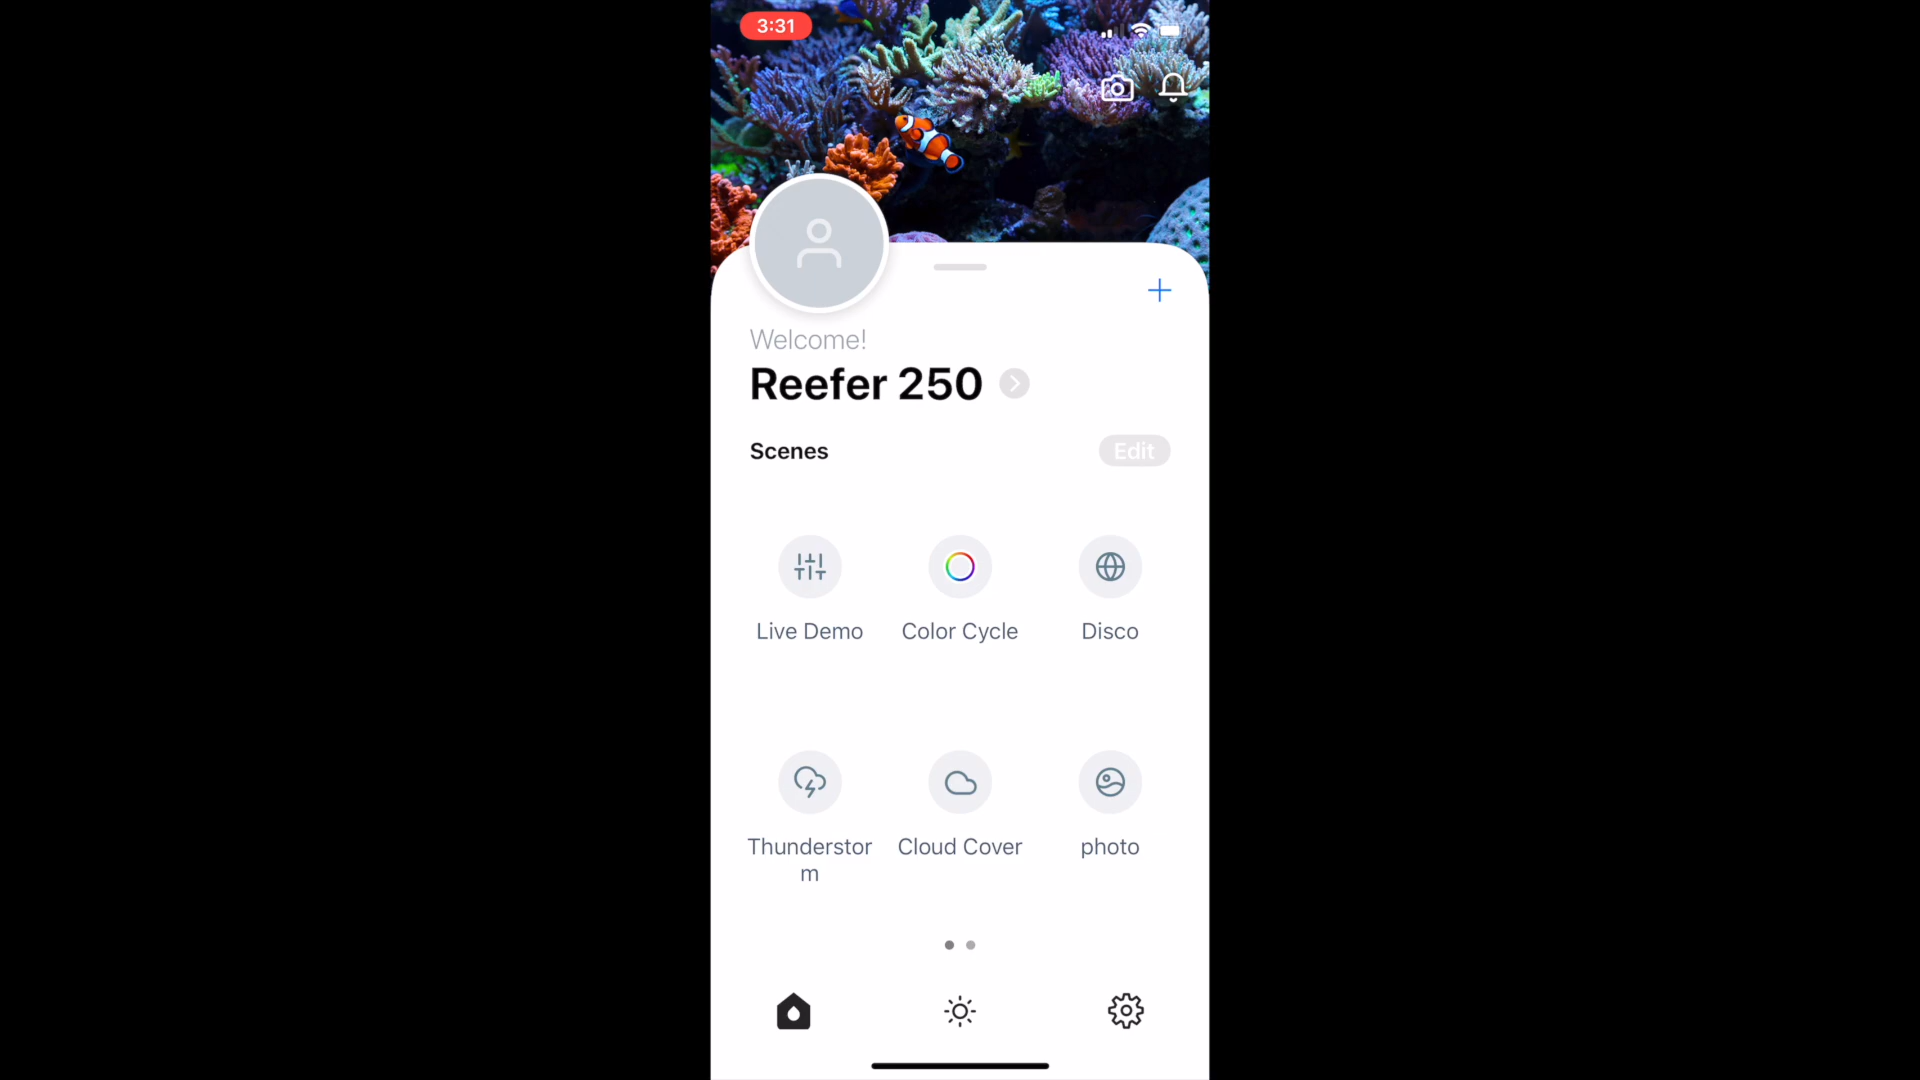 3:31
Welcome!
Reefer 250
Scenes
Edit
Live Demo
Color Cycle
Disco
Thunderstor
m
Cloud Cover
photo